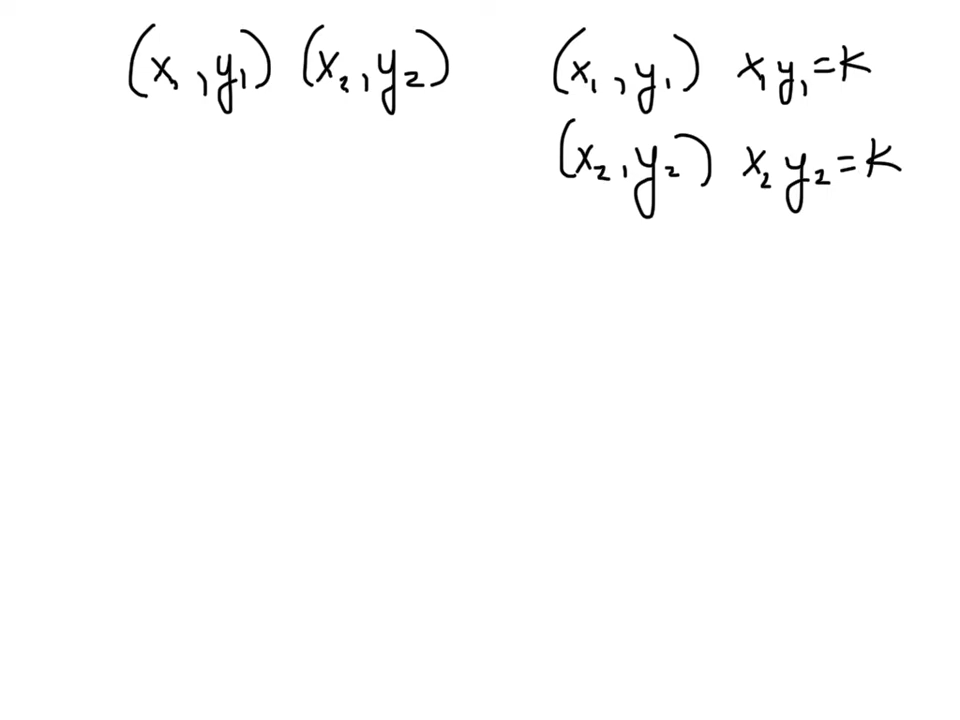 (x₁, y₁) (x₂, y₂) (x₁, y₁) x₁y₁=K
(x₂, y₂) x₂y₂=K